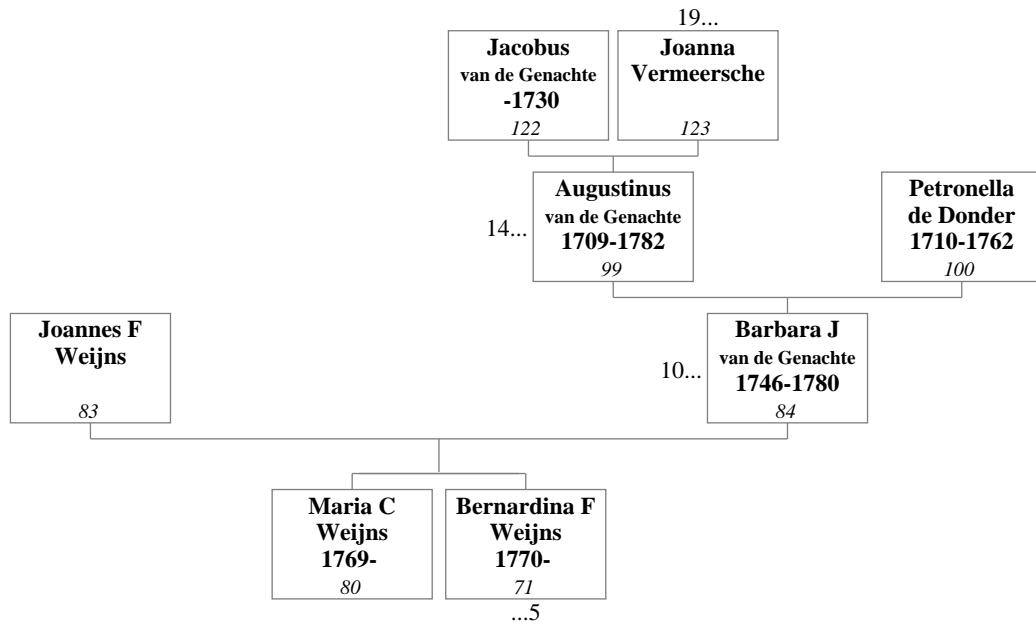 19...
Jacobus
van de Genachte
-1730
122
Joanna
Vermeersche
123
Augustinus
van de Genachte
1709-1782
99
14...
Petronella
de Donder
1710-1762
100
Joannes F
Weijns
83
Barbara J
van de Genachte
1746-1780
84
10...
Maria C
Weijns
1769-
80
Bernardina F
Weijns
1770-
71
...5